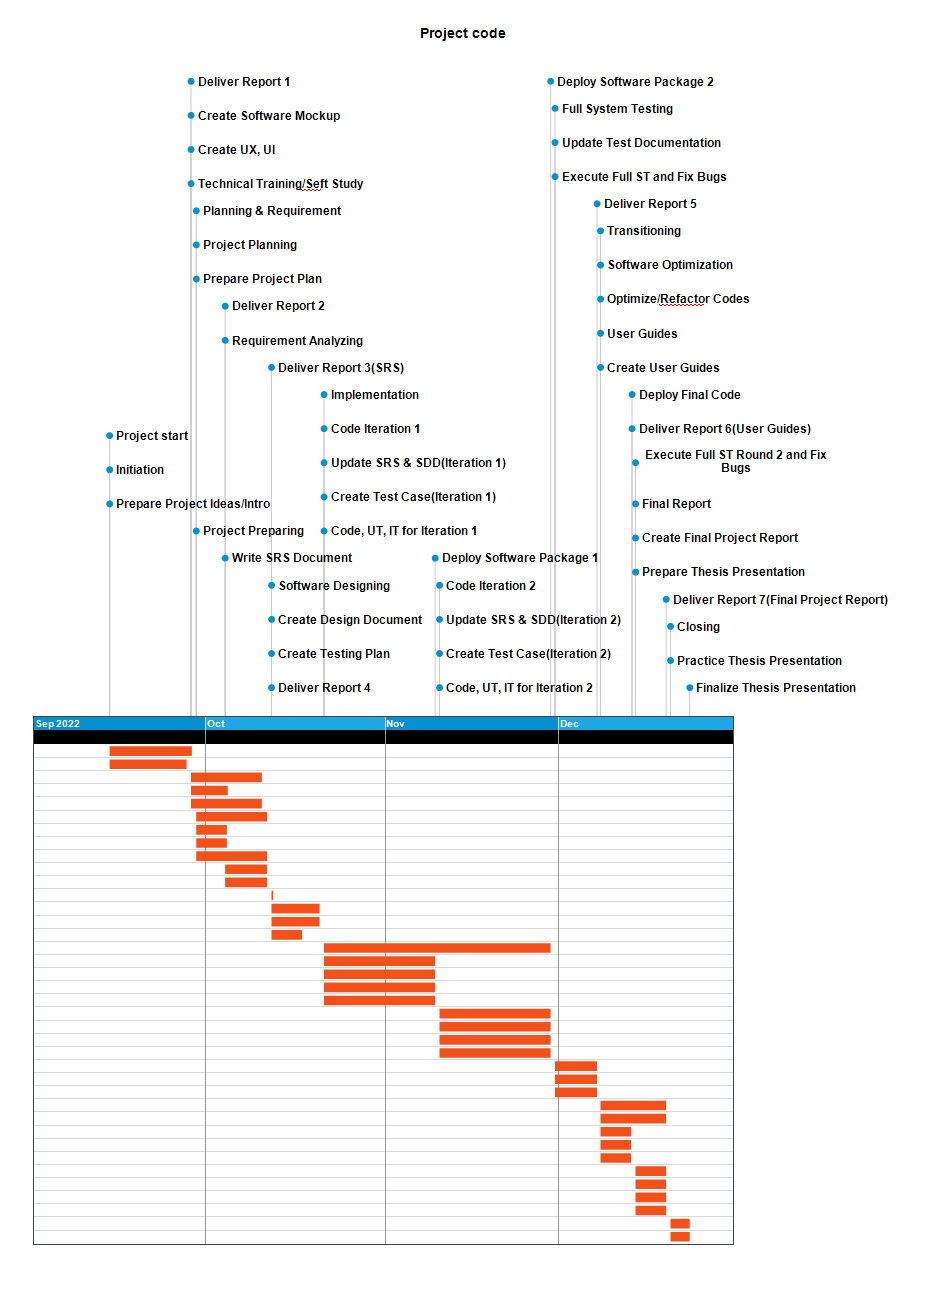 Project code
Deliver Report 1
Create Software Mockup
Create UX, UI
Technical Training/Seft Study
Planning & Requirement
Project Planning
Prepare Project Plan
Deliver Report 2
Requirement Analyzing
Deliver Report 3(SRS)
Implementation
Code Iteration 1
Update SRS & SDD(Iteration 1)
Create Test Case(Iteration 1)
Code, UT, IT for Iteration 1
Project start
Initiation
Prepare Project Ideas/Intro
Project Preparing
Write SRS Document
Software Designing
Create Design Document
Create Testing Plan
Deliver Report 4
Deploy Software Package 1
Code Iteration 2
Update SRS & SDD(Iteration 2)
Create Test Case(Iteration 2)
Code, UT, IT for Iteration 2
Deploy Software Package 2
Full System Testing
Update Test Documentation
Execute Full ST and Fix Bugs
Deliver Report 5
Transitioning
Software Optimization
Optimize/Refactor Codes
User Guides
Create User Guides
Deploy Final Code
Deliver Report 6(User Guides)
Execute Full ST Round 2 and Fix
Bugs
Final Report
Create Final Project Report
Prepare Thesis Presentation
Deliver Report 7(Final Project Report)
Closing
Practice Thesis Presentation
Finalize Thesis Presentation
Sep 2022
Oct
Nov
Dec